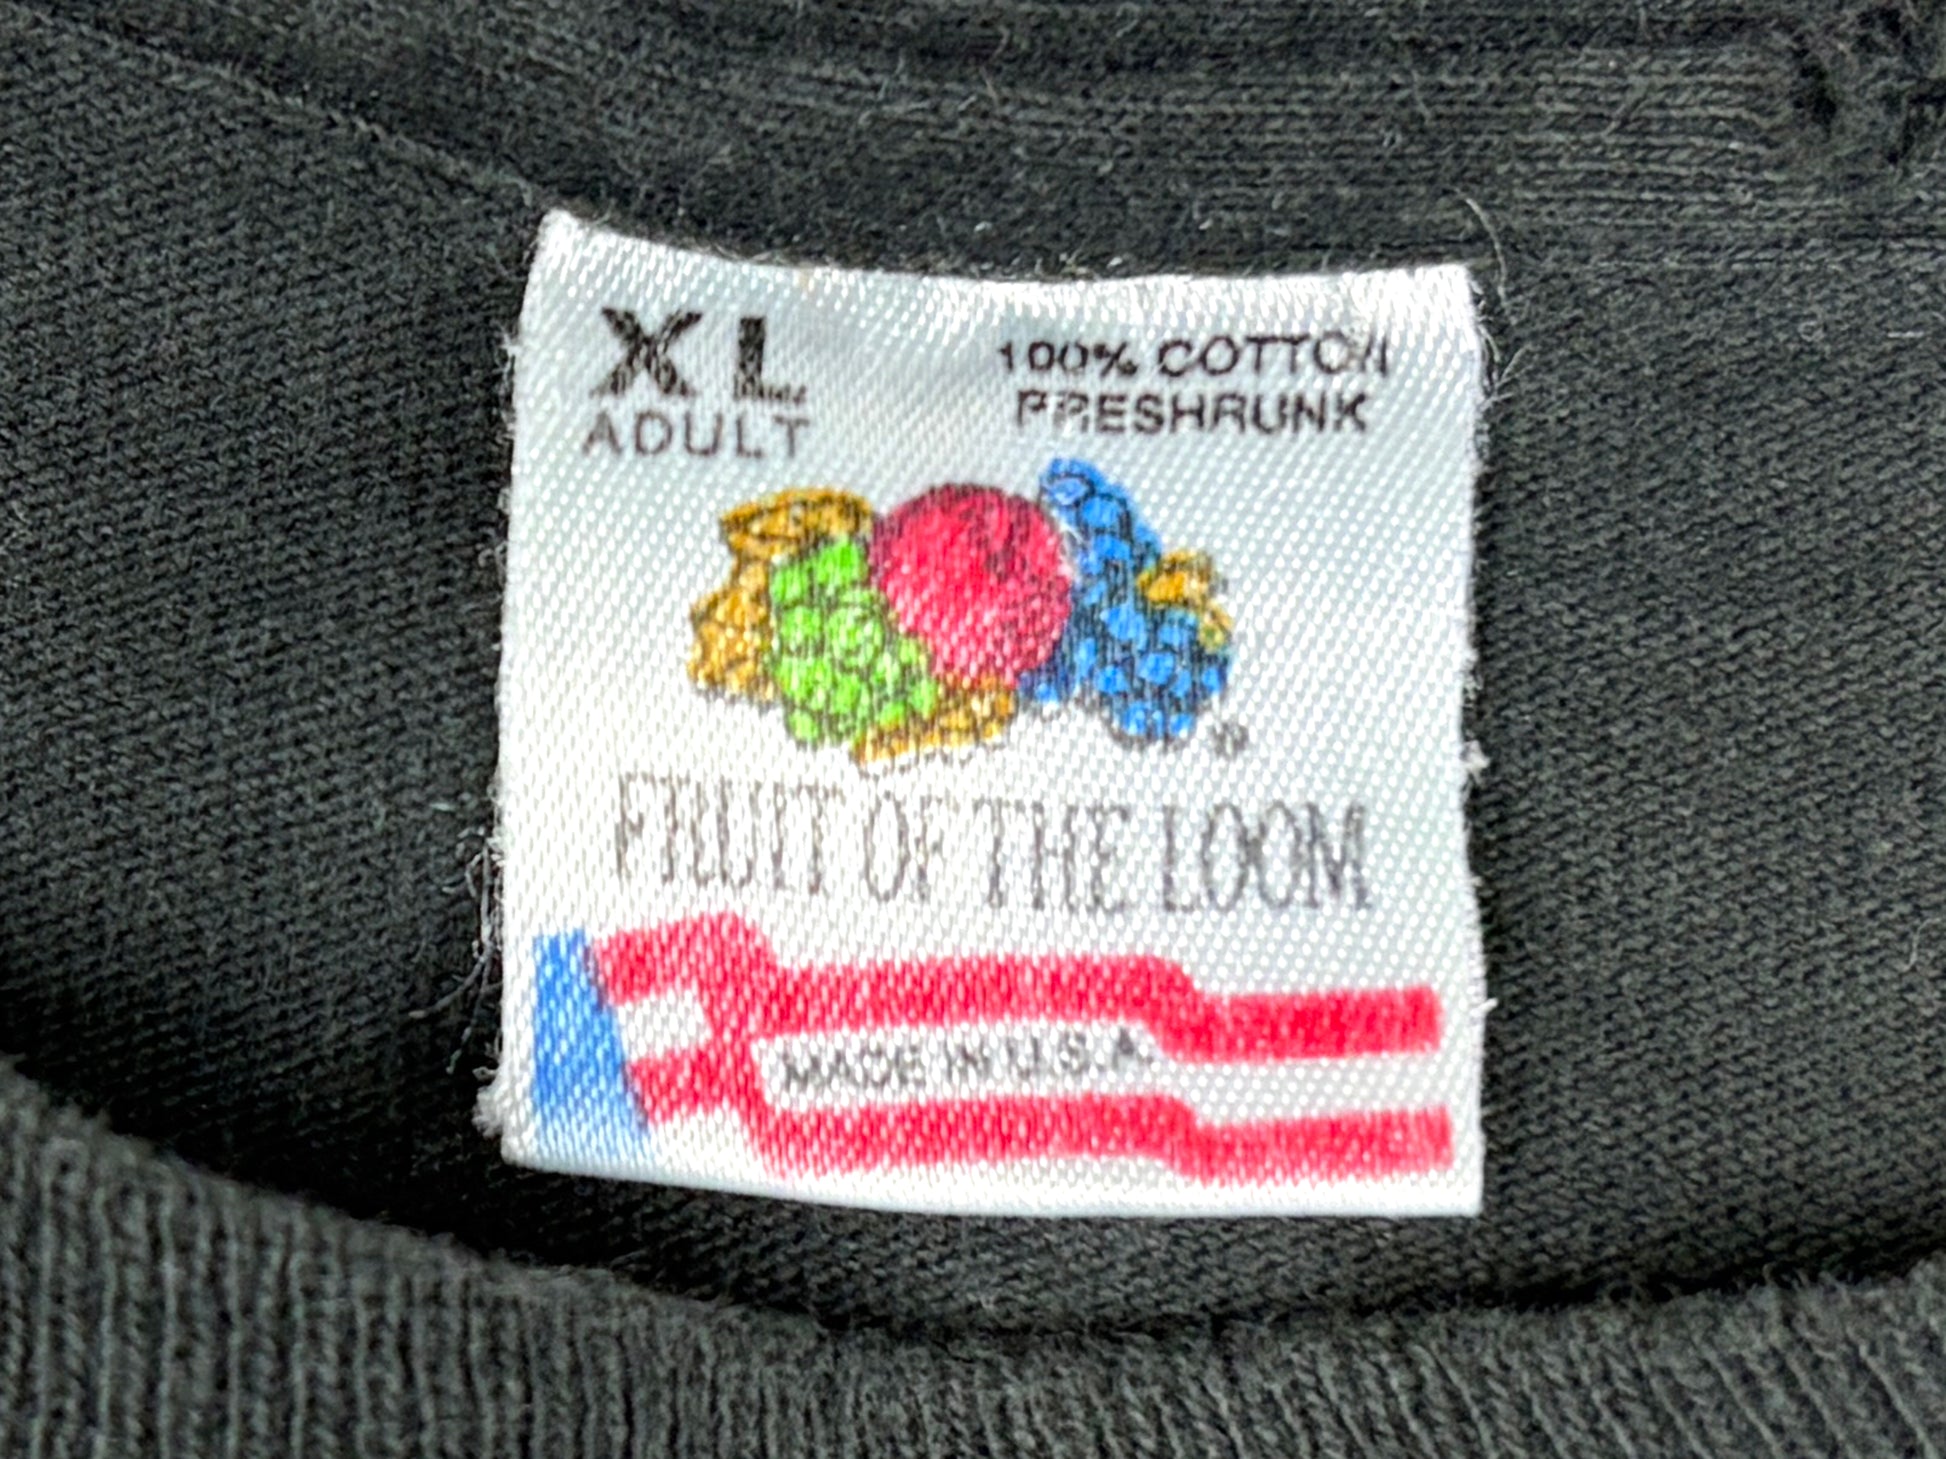 XL
ADULT
100% COTTON
PRESHRUNK
®
FRUIT OF THE LOOM
MADE IN U.S.A.